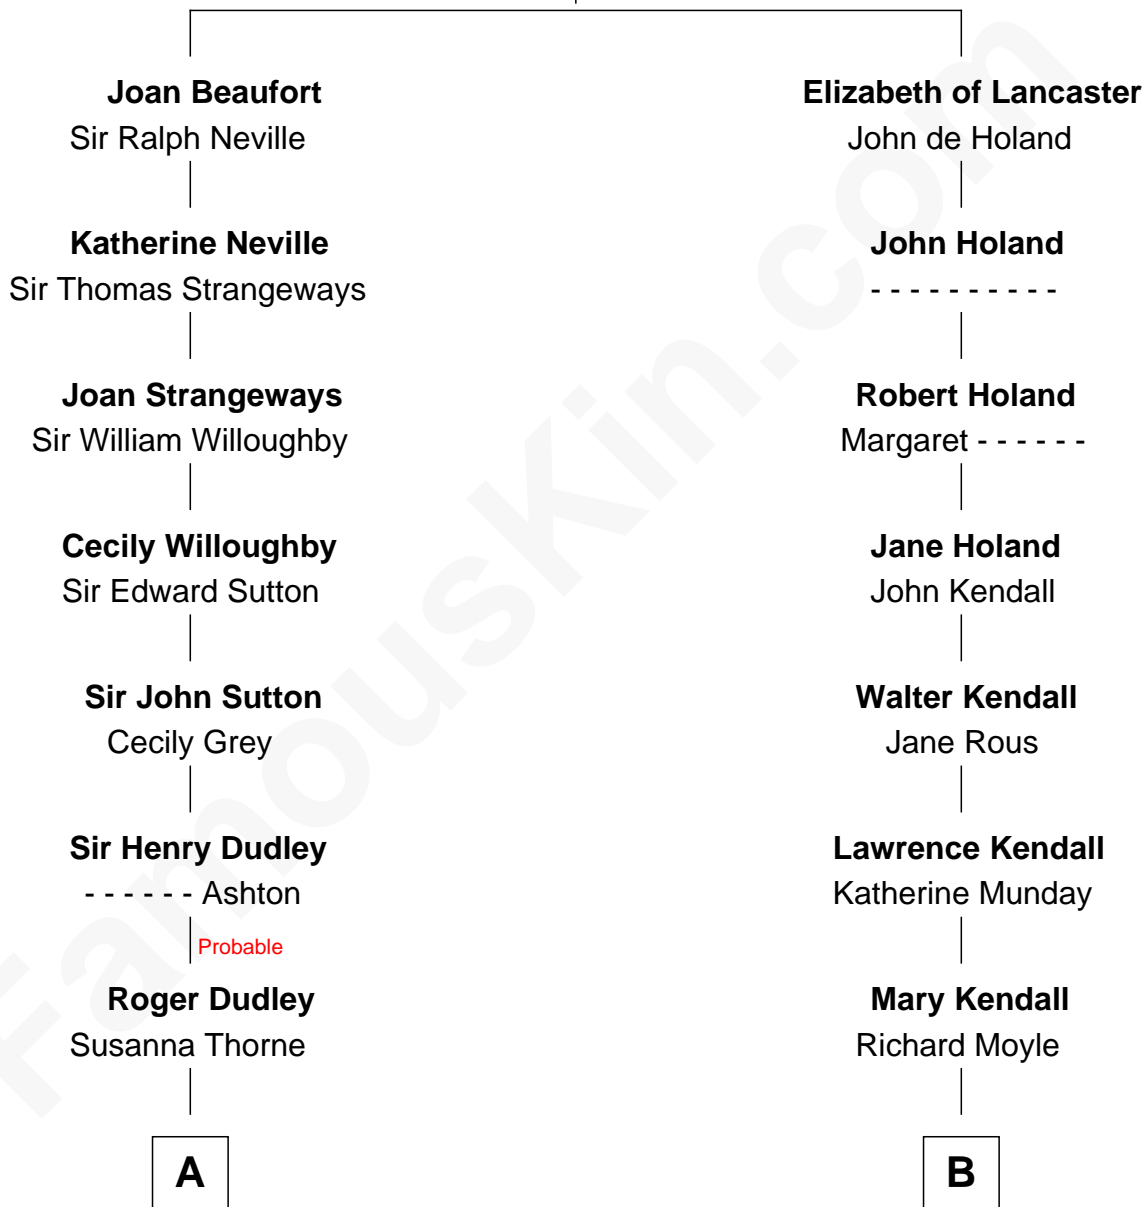 Joan Beaufort
Sir Ralph Neville
Katherine Neville
Sir Thomas Strangeways
Joan Strangeways
Sir William Willoughby
Cecily Willoughby
Sir Edward Sutton
Sir John Sutton
Cecily Grey
Sir Henry Dudley
- - - - - - Ashton
Probable
Roger Dudley
Susanna Thorne
A
Elizabeth of Lancaster
John de Holand
John Holand
- - - - - - - - - -
Robert Holand
Margaret - - - - - -
Jane Holand
John Kendall
Walter Kendall
Jane Rous
Lawrence Kendall
Katherine Munday
Mary Kendall
Richard Moyle
B
FamousKin.com